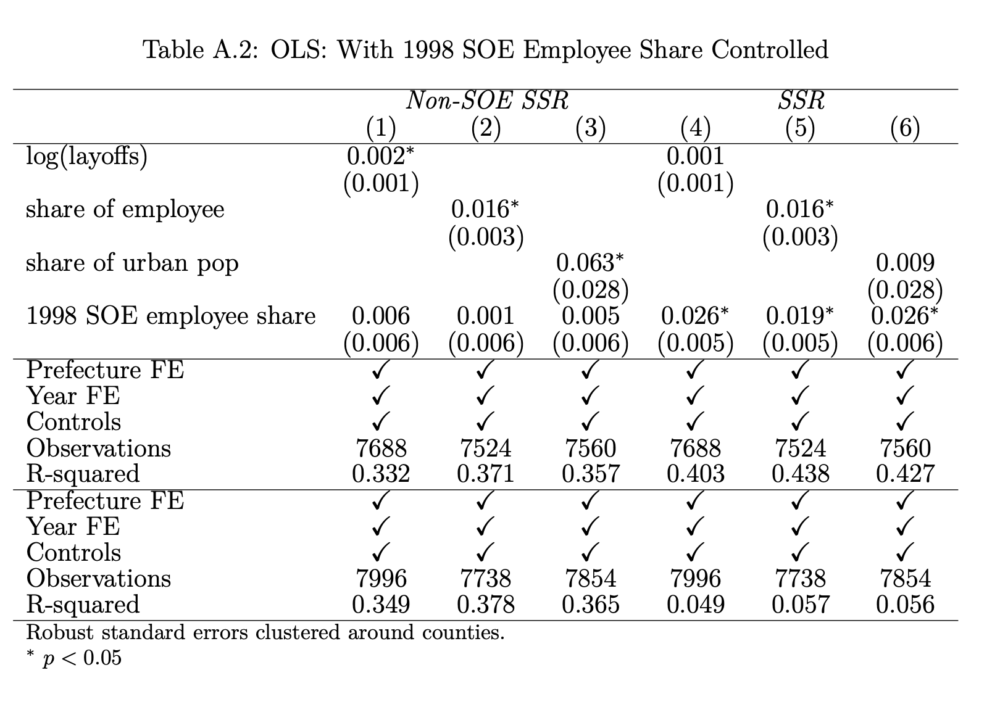 Table A.2: OLS: With 1998 SOE Employee Share Controlled
Non-SOE SSR SSR
(1) (2) (3) (4) (5) (6)
log(layoffs) 0.002* 0.001
(0.001) (0.001)
share of employee 0.016* 0.016*
(0.003) (0.003)
share of urban pop 0.063* 0.009
(0.028) (0.028)
1998 SOE employee share 0.006 0.001 0.005 0.026* 0.019* 0.026*
(0.006) (0.006) (0.006) (0.005) (0.005) (0.006)
Prefecture FE ✓ ✓ ✓ ✓ ✓ ✓
Year FE ✓ ✓ ✓ ✓ ✓ ✓
Controls ✓ ✓ ✓ ✓ ✓ ✓
Observations 7688 7524 7560 7688 7524 7560
R-squared 0.332 0.371 0.357 0.403 0.438 0.427
Prefecture FE ✓ ✓ ✓ ✓ ✓ ✓
Year FE ✓ ✓ ✓ ✓ ✓ ✓
Controls ✓ ✓ ✓ ✓ ✓ ✓
Observations 7996 7738 7854 7996 7738 7854
R-squared 0.349 0.378 0.365 0.049 0.057 0.056
Robust standard errors clustered around counties.
* p < 0.05